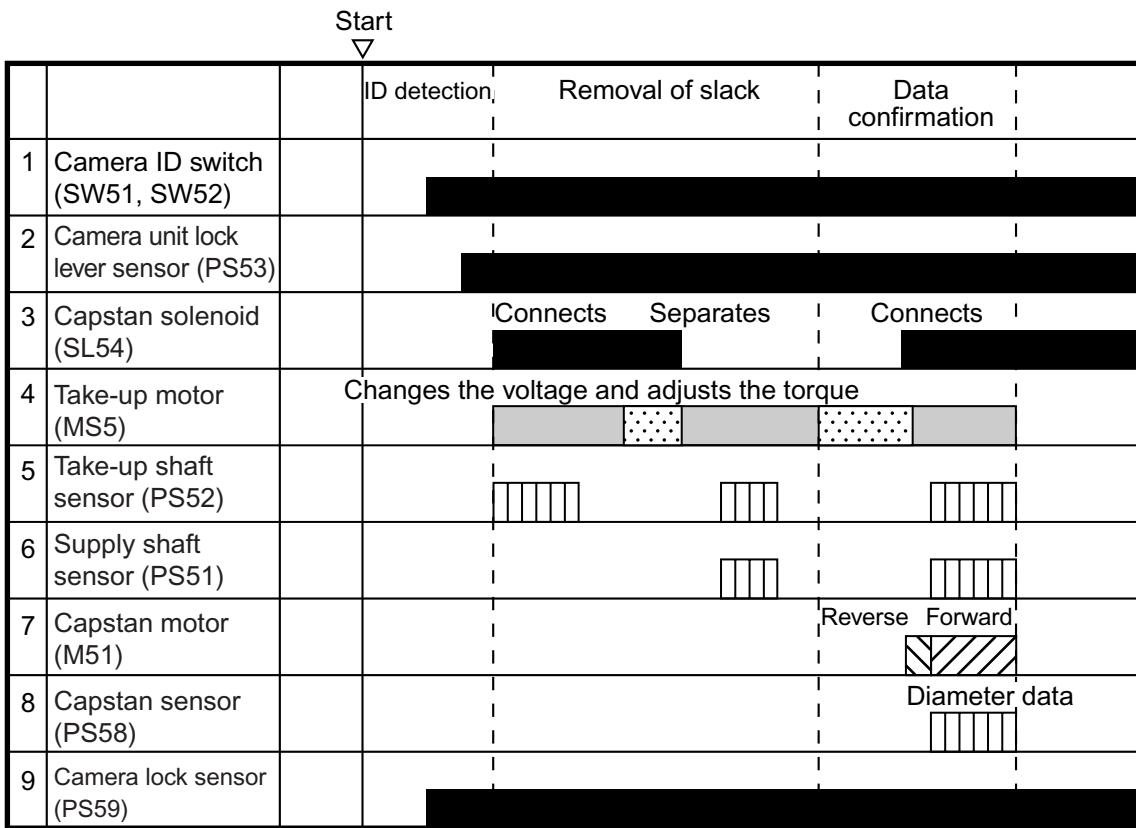 Start
ID detection
Removal of slack
Data
confirmation
1
Camera ID switch
(SW51, SW52)
2
Camera unit lock
lever sensor (PS53)
3
Capstan solenoid
(SL54)
Connects
Separates
Connects
4
Take-up motor
(MS5)
Changes the voltage and adjusts the torque
5
Take-up shaft
sensor (PS52)
6
Supply shaft
sensor (PS51)
7
Capstan motor
(M51)
Reverse
Forward
8
Capstan sensor
(PS58)
Diameter data
9
Camera lock sensor
(PS59)